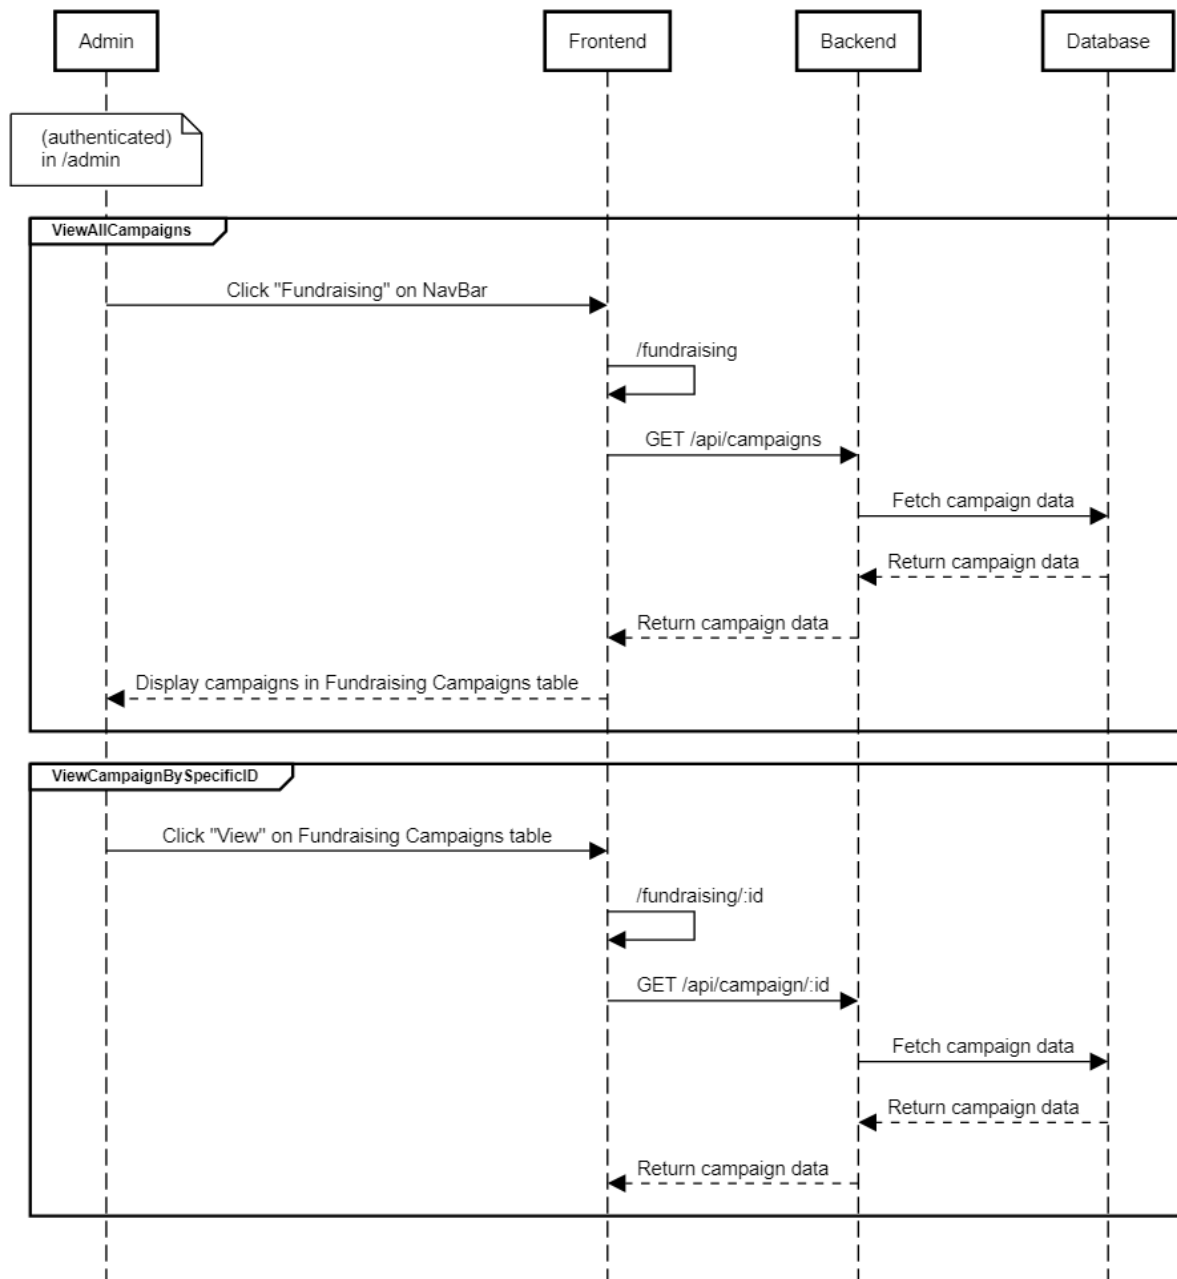 Admin
Frontend
Backend
Database
(authenticated)
in /admin
ViewAllCampaigns
Click "Fundraising" on NavBar
/fundraising
GET /api/campaigns
Fetch campaign data
Return campaign data
Return campaign data
Display campaigns in Fundraising Campaigns table
ViewCampaignBySpecificID
Click "View" on Fundraising Campaigns table
/fundraising/:id
GET /api/campaign/:id
Fetch campaign data
Return campaign data
Return campaign data